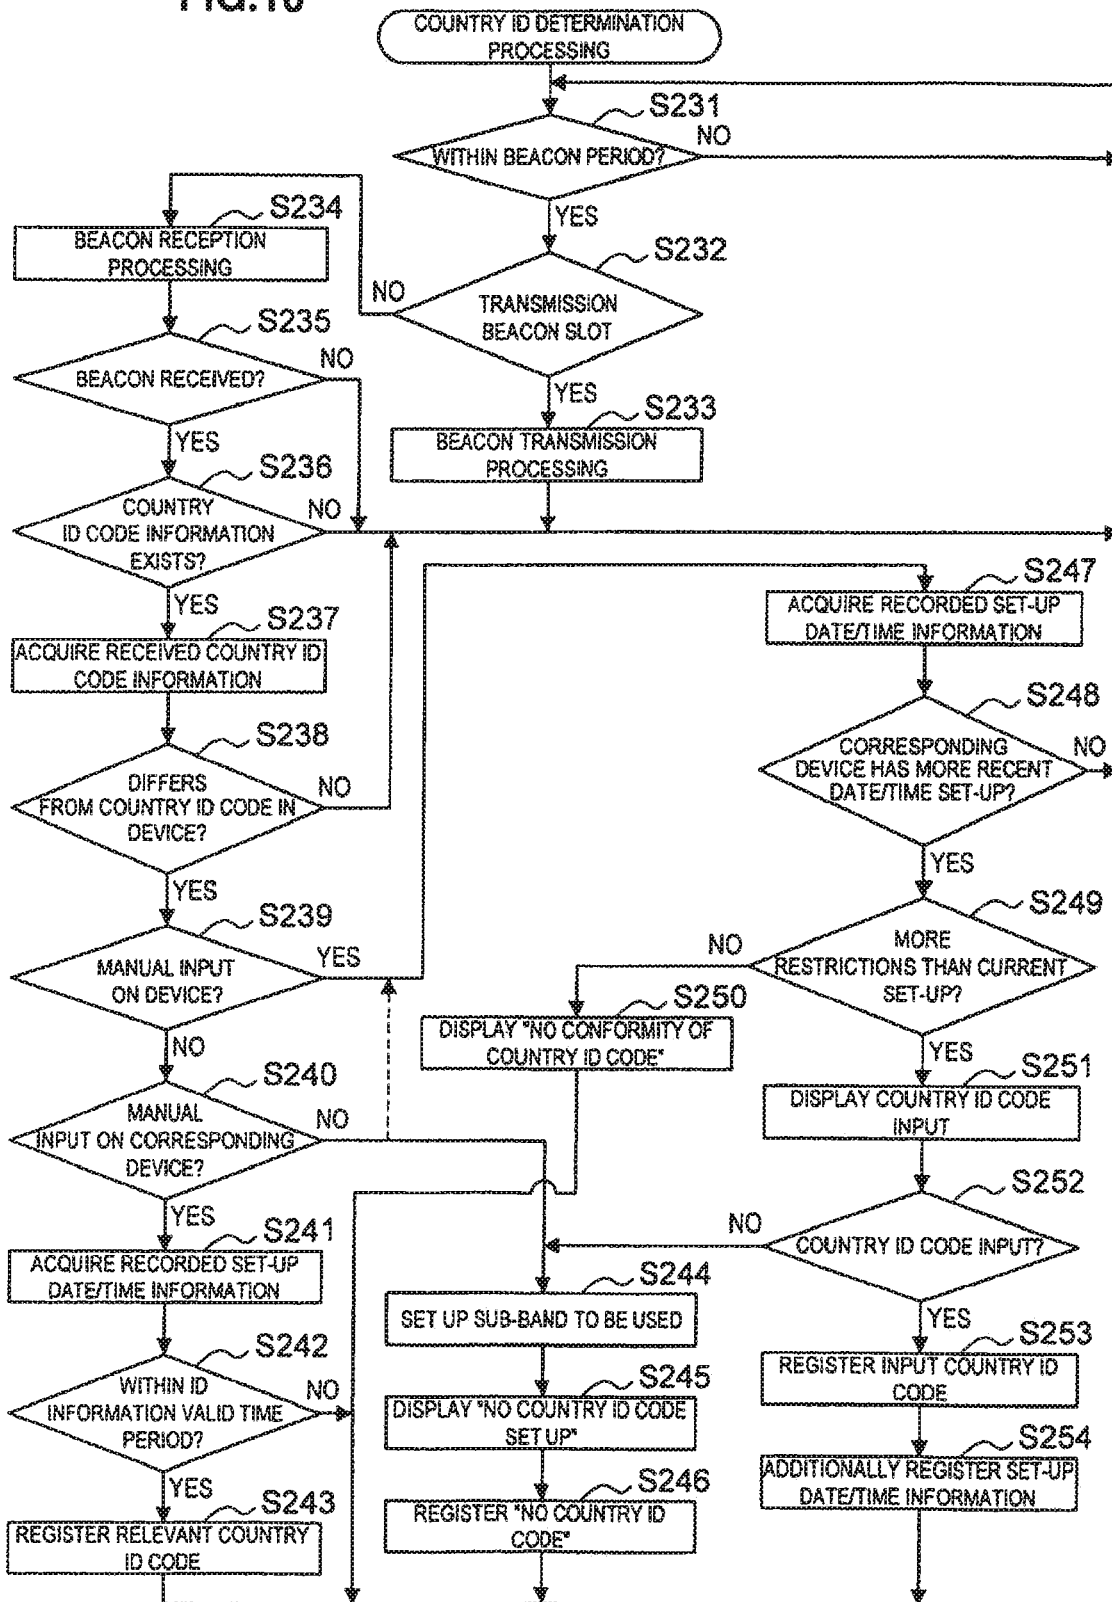 COUNTRY ID DETERMINATION
PROCESSING
S231
WITHIN BEACON PERIOD?
NO
YES
S232
TRANSMISSION
BEACON SLOT
NO
YES
S233
BEACON TRANSMISSION
PROCESSING
S234
BEACON RECEPTION
PROCESSING
S235
BEACON RECEIVED?
NO
YES
S236
COUNTRY
ID CODE INFORMATION
EXISTS?
NO
YES
S237
ACQUIRE RECEIVED COUNTRY ID
CODE INFORMATION
S238
DIFFERS
FROM COUNTRY ID CODE IN
DEVICE?
NO
YES
S239
MANUAL INPUT
ON DEVICE?
YES
NO
S240
MANUAL
INPUT ON CORRESPONDING
DEVICE?
NO
YES
S241
ACQUIRE RECORDED SET-UP
DATE/TIME INFORMATION
S242
WITHIN ID
INFORMATION VALID TIME
PERIOD?
NO
YES
S243
REGISTER RELEVANT COUNTRY
ID CODE
S244
SET UP SUB-BAND TO BE USED
S245
DISPLAY "NO COUNTRY ID CODE
SET UP"
S246
REGISTER "NO COUNTRY ID
CODE"
S247
ACQUIRE RECORDED SET-UP
DATE/TIME INFORMATION
S248
CORRESPONDING
DEVICE HAS MORE RECENT
DATE/TIME SET-UP?
NO
YES
S249
MORE
RESTRICTIONS THAN CURRENT
SET-UP?
NO
YES
S250
DISPLAY "NO CONFORMITY OF
COUNTRY ID CODE"
S251
DISPLAY COUNTRY ID CODE
INPUT
S252
COUNTRY ID CODE INPUT?
NO
YES
S253
REGISTER INPUT COUNTRY ID
CODE
S254
ADDITIONALLY REGISTER SET-UP
DATE/TIME INFORMATION